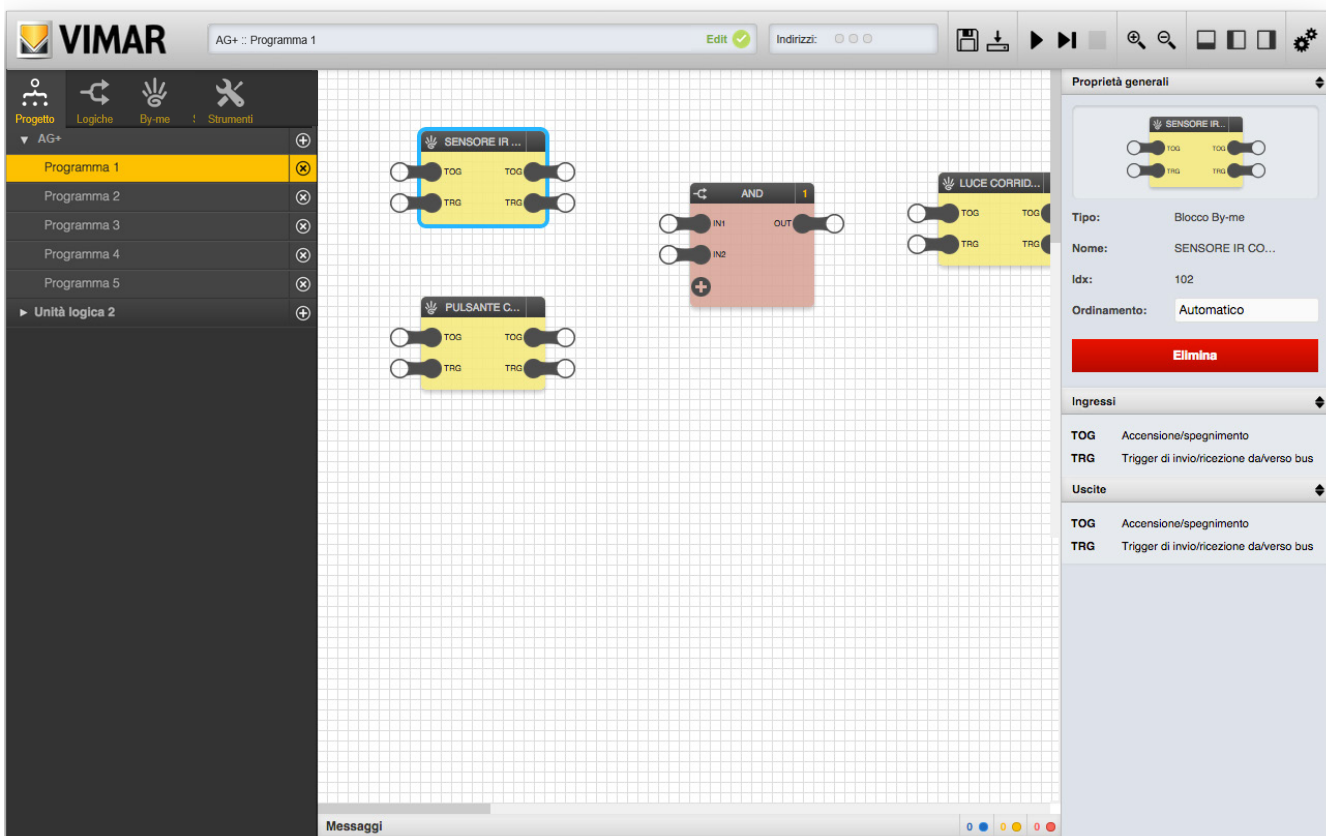 VIMAR
AG+ :: Programma 1
Edit
Indirizzi:
Progetto
Logiche
By-me
Strumenti
AG+
Programma 1
Programma 2
Programma 3
Programma 4
Programma 5
Unità logica 2
SENSORE IR ...
TOG TOG
TRG TRG
PULSANTE C...
TOG TOG
TRG TRG
AND 1
IN1 OUT
IN2
LUCE CORRID...
TOG TOG
TRG TRG
Messaggi
0 0 0
Proprietà generali
SENSORE IR...
TOG TOG
TRG TRG
Tipo: Blocco By-me
Nome: SENSORE IR CO...
Idx: 102
Ordinamento: Automatico
Elimina
Ingressi
TOG Accensione/spegnimento
TRG Trigger di invio/ricezione da/verso bus
Uscite
TOG Accensione/spegnimento
TRG Trigger di invio/ricezione da/verso bus